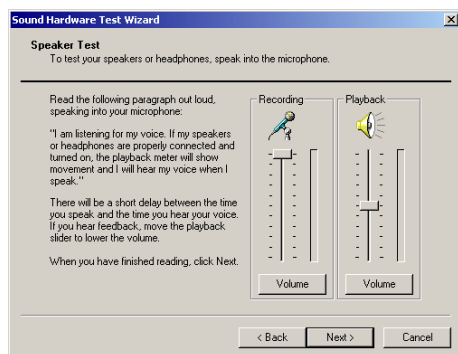 Sound Hardware Test Wizard
Speaker Test
To test your speakers or headphones, speak into the microphone.
Read the following paragraph out loud,
speaking into your microphone:
"I am listening for my voice. If my speakers
or headphones are properly connected and
turned on, the playback meter will show
movement and I will hear my voice when I
speak."
There will be a short delay between the time
you speak and the time you hear your voice.
If you hear feedback, move the playback
slider to lower the volume.
When you have finished reading, click Next.
Recording
Volume
Playback
Volume
< Back
Next >
Cancel